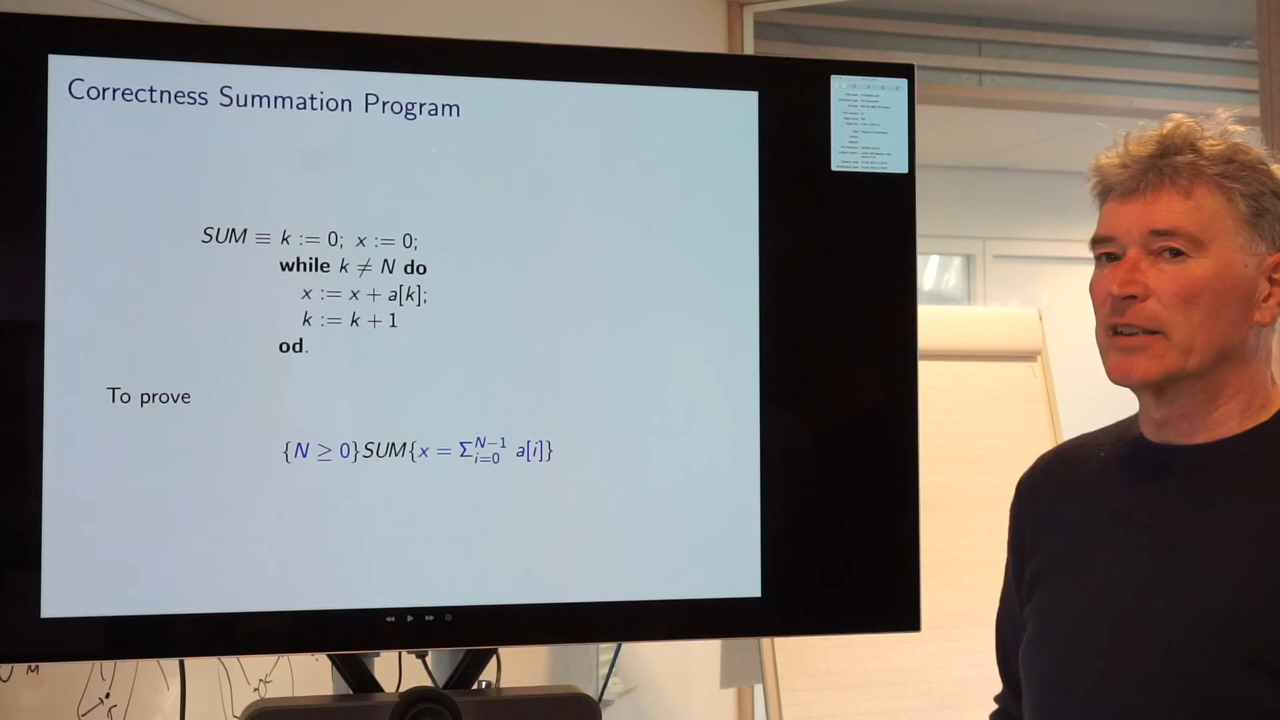 Correctness Summation Program
SUM ≡ k := 0; x := 0;
while k ≠ N do
x := x + a[k];
k := k + 1
od.
To prove
{N ≥ 0}SUM{x = Σ_{i=0}^{N−1} a[i]}